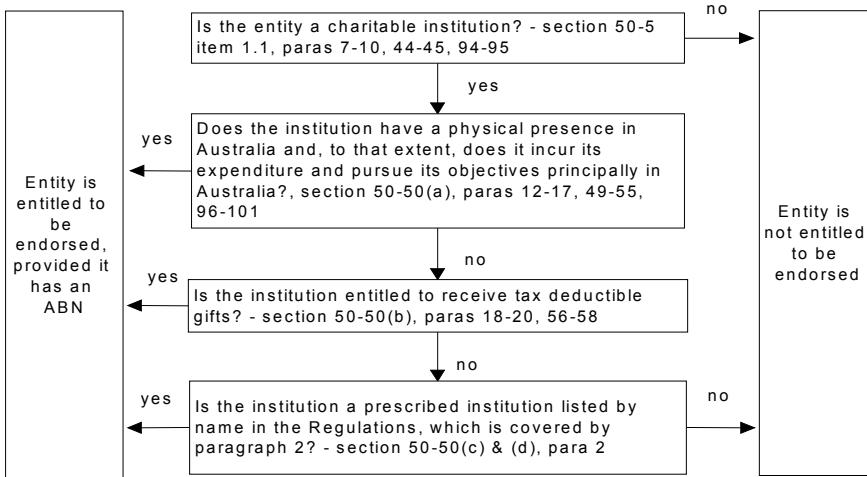 Is the entity a charitable institution? - section 50-5
item 1.1, paras 7-10, 44-45, 94-95
no
yes
yes
Does the institution have a physical presence in
Australia and, to that extent, does it incur its
expenditure and pursue its objectives principally in
Australia?, section 50-50(a), paras 12-17, 49-55,
96-101
Entity is
entitled to
be
endorsed,
provided it
has an
ABN
Entity is
not entitled
to be
endorsed
no
yes
Is the institution entitled to receive tax deductible
gifts? - section 50-50(b), paras 18-20, 56-58
no
yes
no
Is the institution a prescribed institution listed by
name in the Regulations, which is covered by
paragraph 2? - section 50-50(c) & (d), para 2